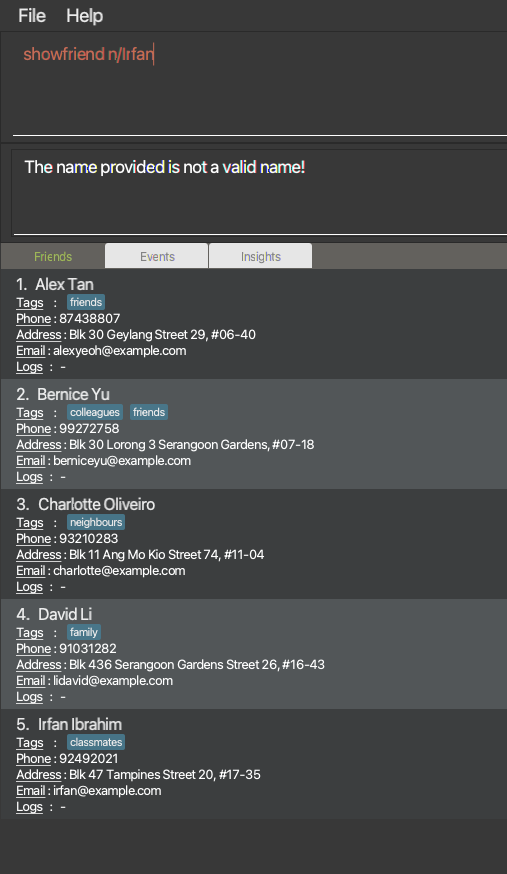 File Help
showfriend n/Irfan
The name provided is not a valid name!
Friends Events Insights
1. Alex Tan
Tags : friends
Phone : 87438807
Address : Blk 30 Geylang Street 29, #06-40
Email : alexyeoh@example.com
Logs : -
2. Bernice Yu
Tags : colleagues friends
Phone : 99272758
Address : Blk 30 Lorong 3 Serangoon Gardens, #07-18
Email : berniceyu@example.com
Logs : -
3. Charlotte Oliveiro
Tags : neighbours
Phone : 93210283
Address : Blk 11 Ang Mo Kio Street 74, #11-04
Email : charlotte@example.com
Logs : -
4. David Li
Tags : family
Phone : 91031282
Address : Blk 436 Serangoon Gardens Street 26, #16-43
Email : lidavid@example.com
Logs : -
5. Irfan Ibrahim
Tags : classmates
Phone : 92492021
Address : Blk 47 Tampines Street 20, #17-35
Email : irfan@example.com
Logs : -